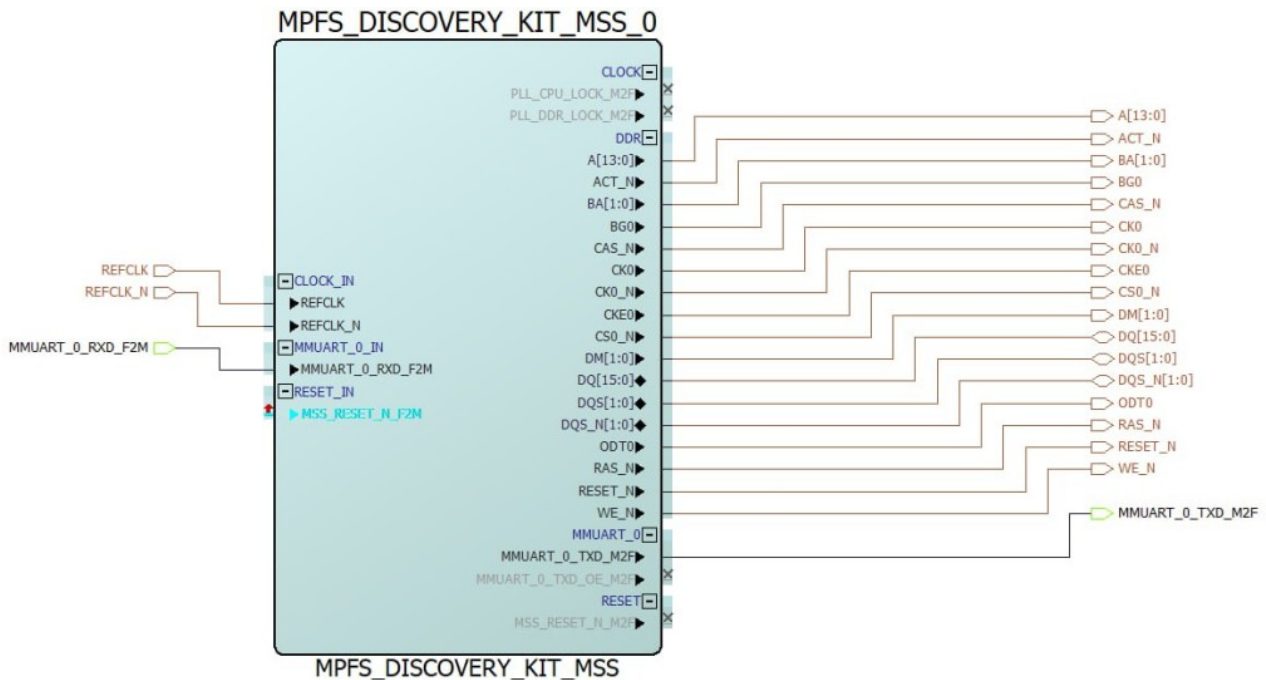 MPFS_DISCOVERY_KIT_MSS_0
REFCLK
REFCLK_N
MMUART_0_RXD_F2M
CLOCK_IN
REFCLK
REFCLK_N
MMUART_0_IN
MMUART_0_RXD_F2M
RESET_IN
MSS_RESET_N_F2M
CLOCK
PLL_CPU_LOCK_M2F
PLL_DDR_LOCK_M2F
DDR
A[13:0]
ACT_N
BA[1:0]
BG0
CAS_N
CK0
CK0_N
CKE0
CS0_N
DM[1:0]
DQ[15:0]
DQS[1:0]
DQS_N[1:0]
ODT0
RAS_N
RESET_N
WE_N
MMUART_0
MMUART_0_TXD_M2F
MMUART_0_TXD_OE_M2F
RESET
MSS_RESET_N_M2F
A[13:0]
ACT_N
BA[1:0]
BG0
CAS_N
CK0
CK0_N
CKE0
CS0_N
DM[1:0]
DQ[15:0]
DQS[1:0]
DQS_N[1:0]
ODT0
RAS_N
RESET_N
WE_N
MMUART_0_TXD_M2F
MPFS_DISCOVERY_KIT_MSS